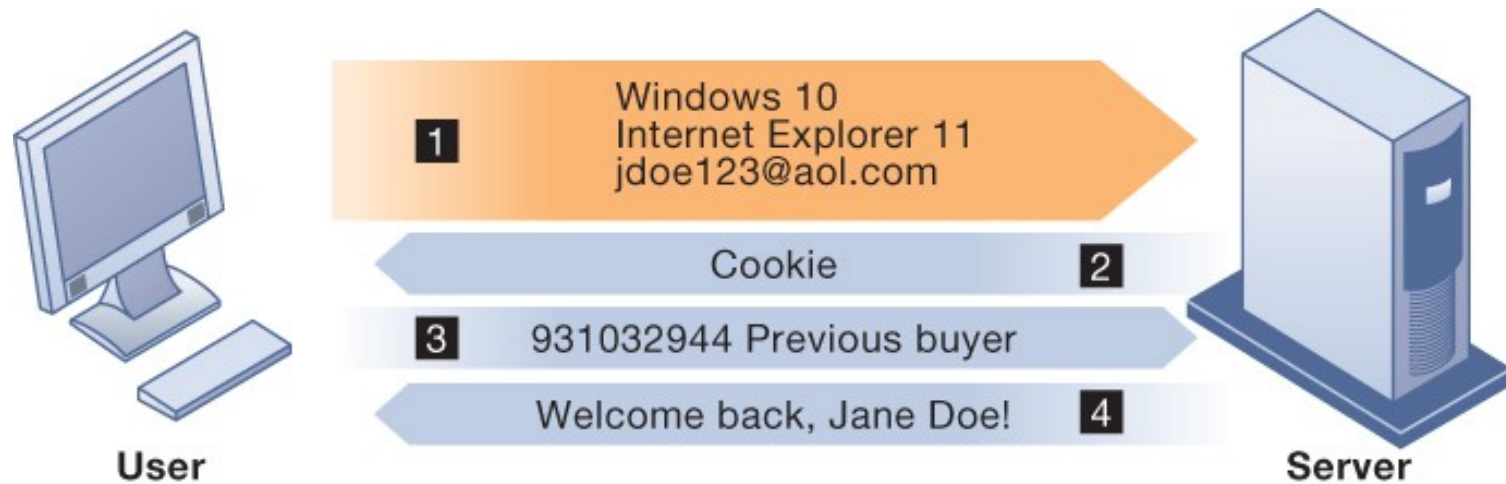 1
Windows 10
Internet Explorer 11
jdoe123@aol.com
Cookie 2
3 931032944 Previous buyer
Welcome back, Jane Doe! 4
User
Server